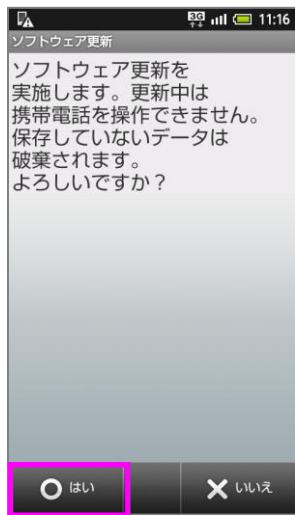 3G 11:16
ソフトウェア更新
ソフトウェア更新を
実施します。更新中は
携帯電話を操作できません。
保存していないデータは
破棄されます。
よろしいですか？
はい いいえ